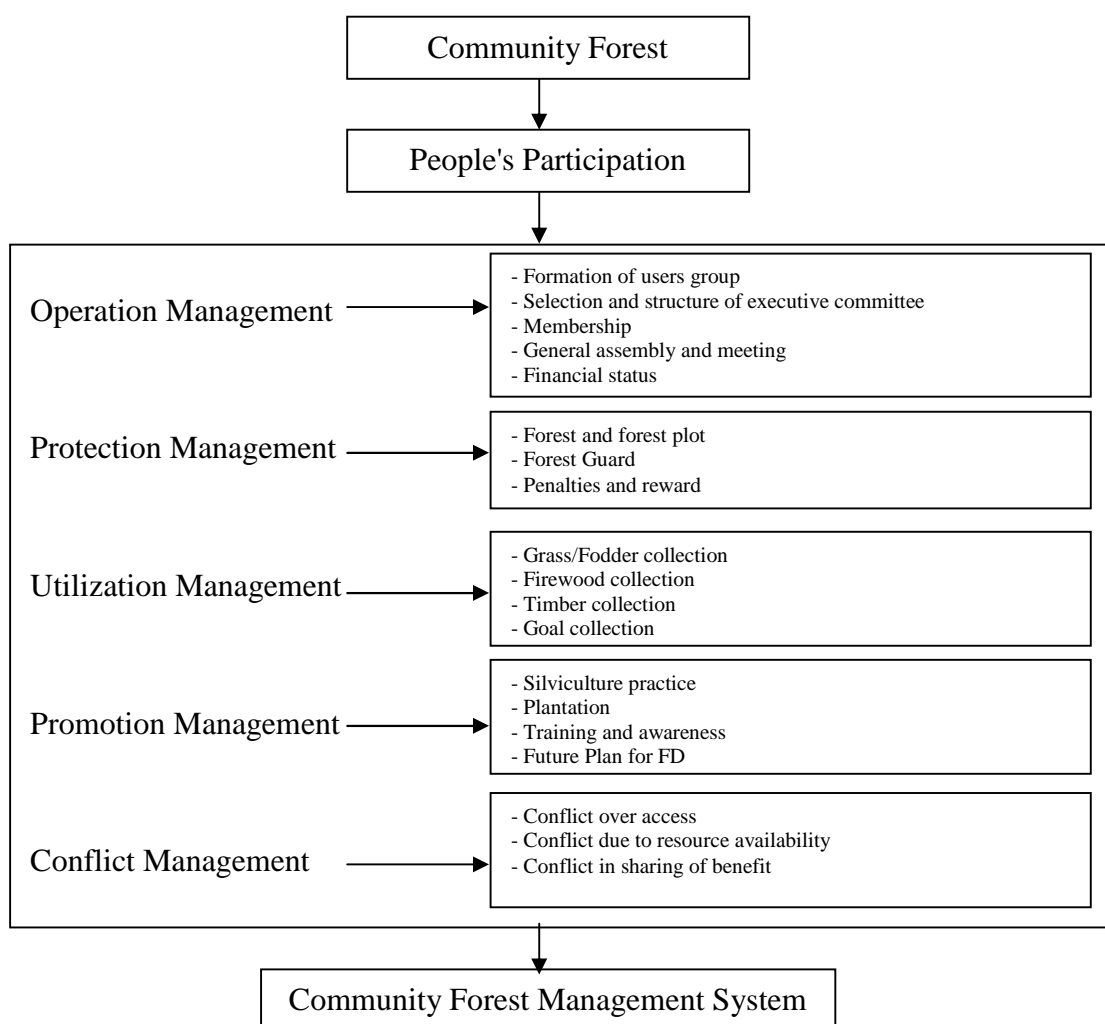 Community Forest
People's Participation
Operation Management
- Formation of users group
- Selection and structure of executive committee
- Membership
- General assembly and meeting
- Financial status
Protection Management
- Forest and forest plot
- Forest Guard
- Penalties and reward
Utilization Management
- Grass/Fodder collection
- Firewood collection
- Timber collection
- Goal collection
Promotion Management
- Silviculture practice
- Plantation
- Training and awareness
- Future Plan for FD
Conflict Management
- Conflict over access
- Conflict due to resource availability
- Conflict in sharing of benefit
Community Forest Management System